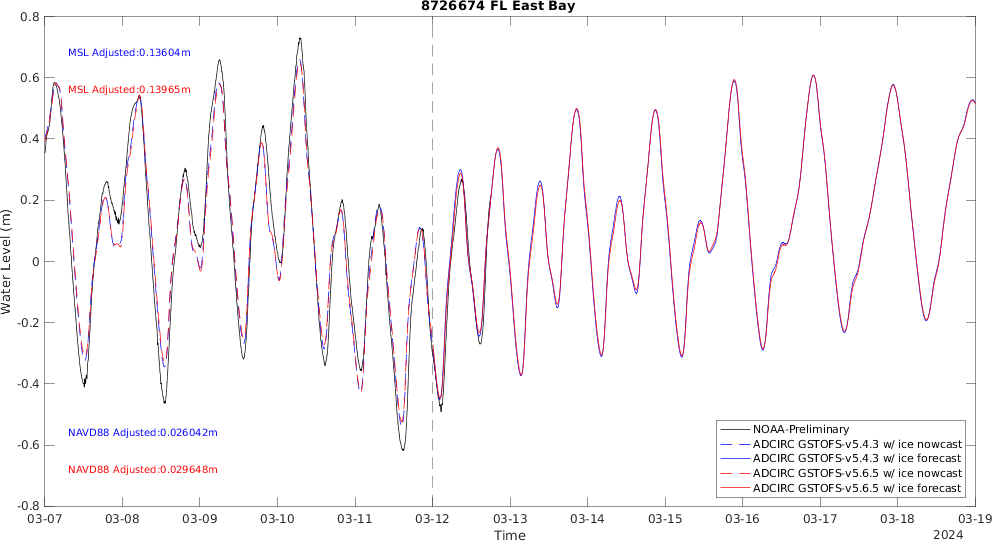 8726674 FL East Bay
MSL Adjusted:0.13604m
MSL Adjusted:0.13965m
NAVD88 Adjusted:0.026042m
NAVD88 Adjusted:0.029648m
Water Level (m)
0.8
0.6
0.4
0.2
0
-0.2
-0.4
-0.6
-0.8
NOAA-Preliminary
ADCIRC GSTOFS-v5.4.3 w/ ice nowcast
ADCIRC GSTOFS-v5.4.3 w/ ice forecast
ADCIRC GSTOFS-v5.6.5 w/ ice nowcast
ADCIRC GSTOFS-v5.6.5 w/ ice forecast
03-07 03-08 03-09 03-10 03-11 03-12 03-13 03-14 03-15 03-16 03-17 03-18 03-19
Time
2024